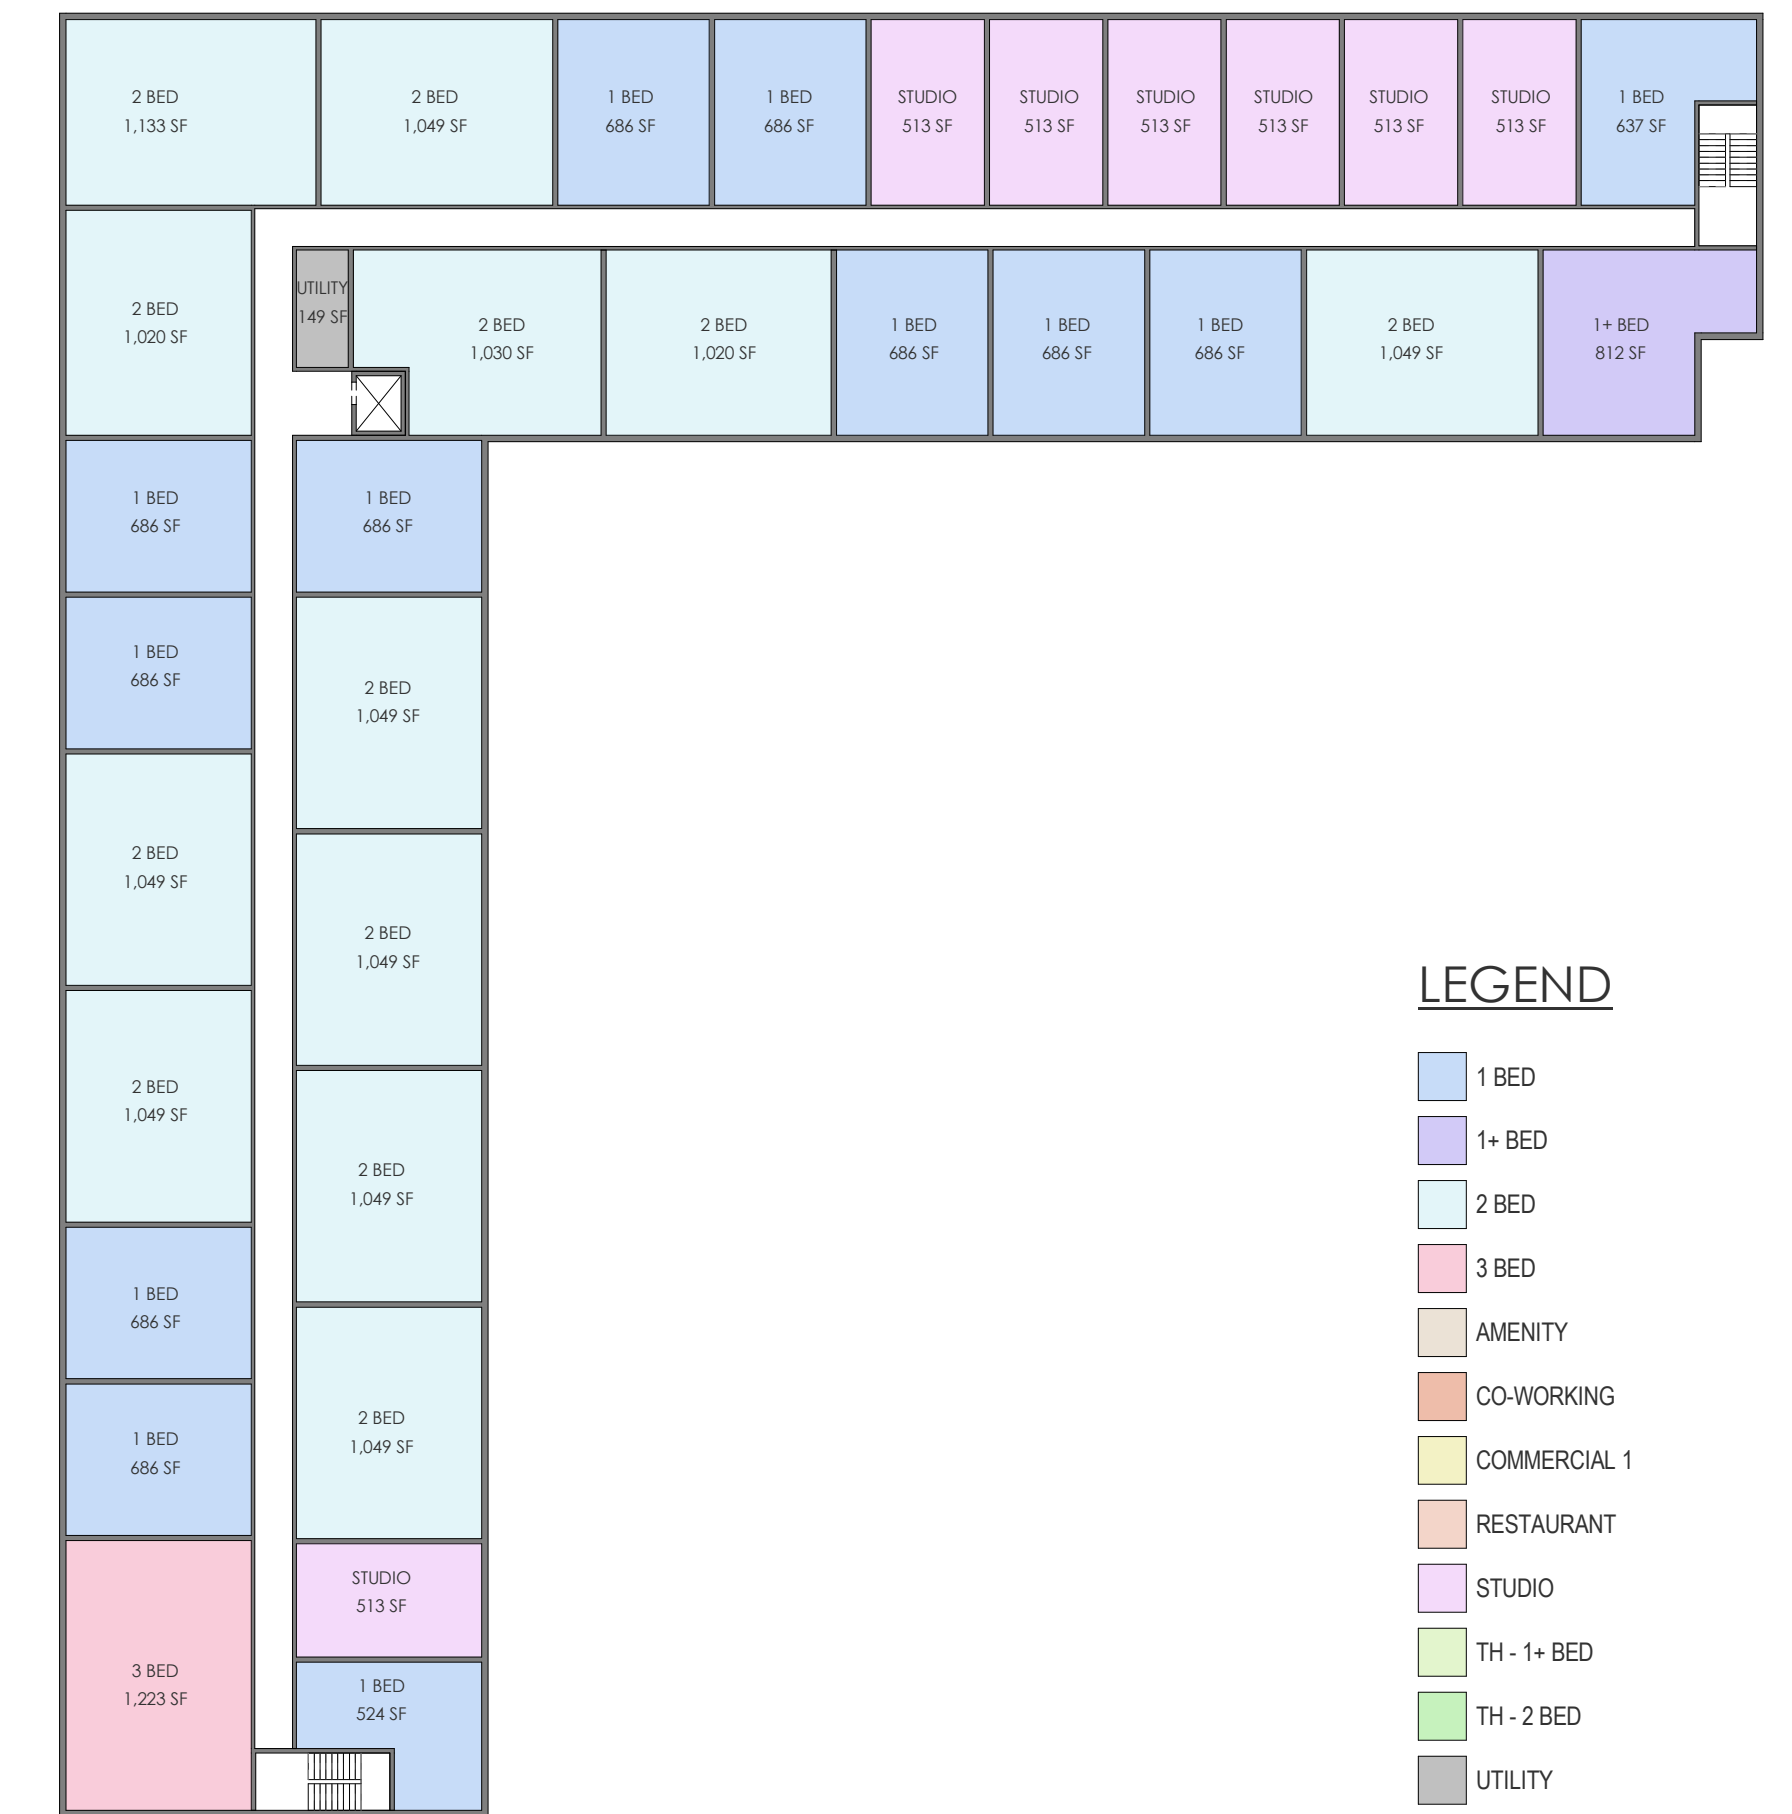 2 BED
1,133 SF
2 BED
1,049 SF
1 BED
686 SF
1 BED
686 SF
STUDIO
513 SF
STUDIO
513 SF
STUDIO
513 SF
STUDIO
513 SF
STUDIO
513 SF
STUDIO
513 SF
1 BED
637 SF
2 BED
1,020 SF
UTILITY
149 SF
2 BED
1,030 SF
2 BED
1,020 SF
1 BED
686 SF
1 BED
686 SF
1 BED
686 SF
2 BED
1,049 SF
1+ BED
812 SF
1 BED
686 SF
1 BED
686 SF
1 BED
686 SF
2 BED
1,049 SF
2 BED
1,049 SF
2 BED
1,049 SF
2 BED
1,049 SF
2 BED
1,049 SF
1 BED
686 SF
2 BED
1,049 SF
1 BED
686 SF
STUDIO
513 SF
3 BED
1,223 SF
1 BED
524 SF
LEGEND
1 BED
1+ BED
2 BED
3 BED
AMENITY
CO-WORKING
COMMERCIAL 1
RESTAURANT
STUDIO
TH - 1+ BED
TH - 2 BED
UTILITY